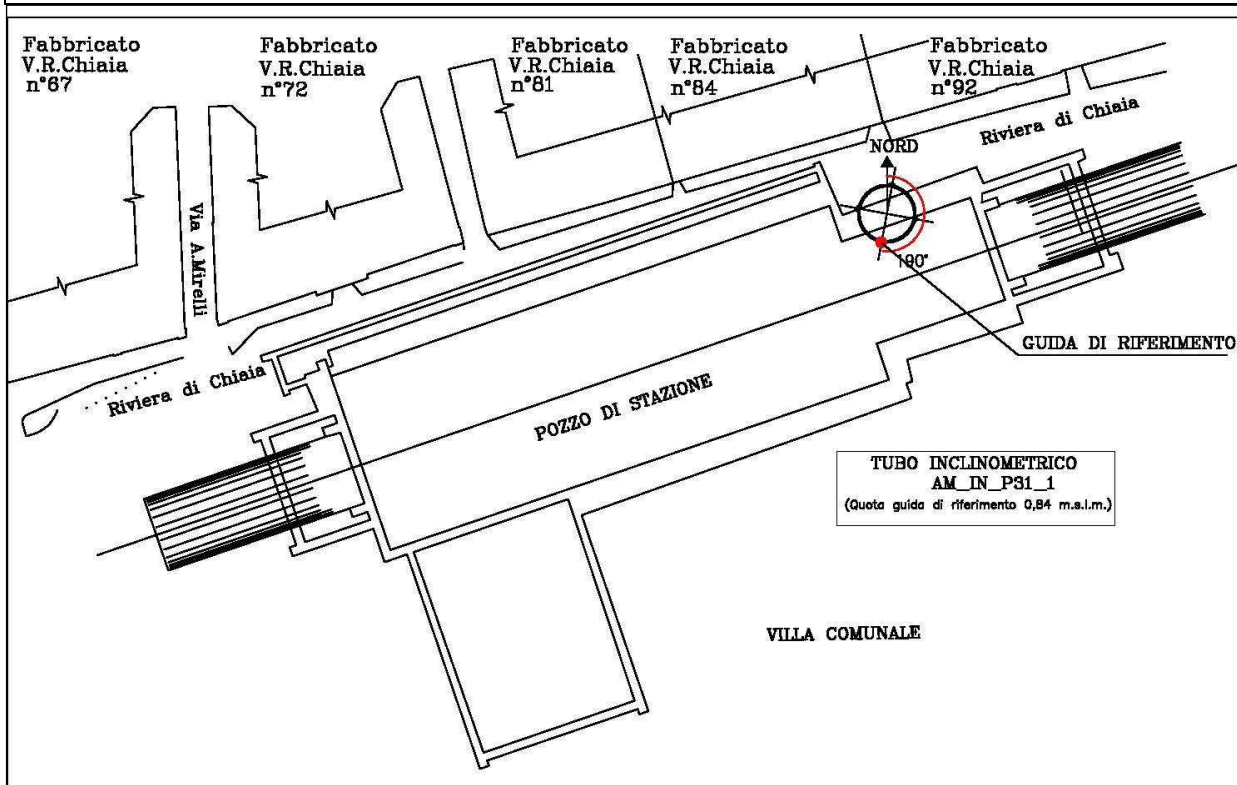 Fabbricato
V.R.Chiaia
n°67
Fabbricato
V.R.Chiaia
n°72
Fabbricato
V.R.Chiaia
n°81
Fabbricato
V.R.Chiaia
n°84
Fabbricato
V.R.Chiaia
n°92
Riviera di Chiaia
NORD
190°
Via A.Mirelli
GUIDA DI RIFERIMENTO
Riviera di Chiaia
POZZO DI STAZIONE
TUBO INCLINOMETRICO
AM_IN_P31_1
(Quota guida di riferimento 0,84 m.s.l.m.)
VILLA COMUNALE